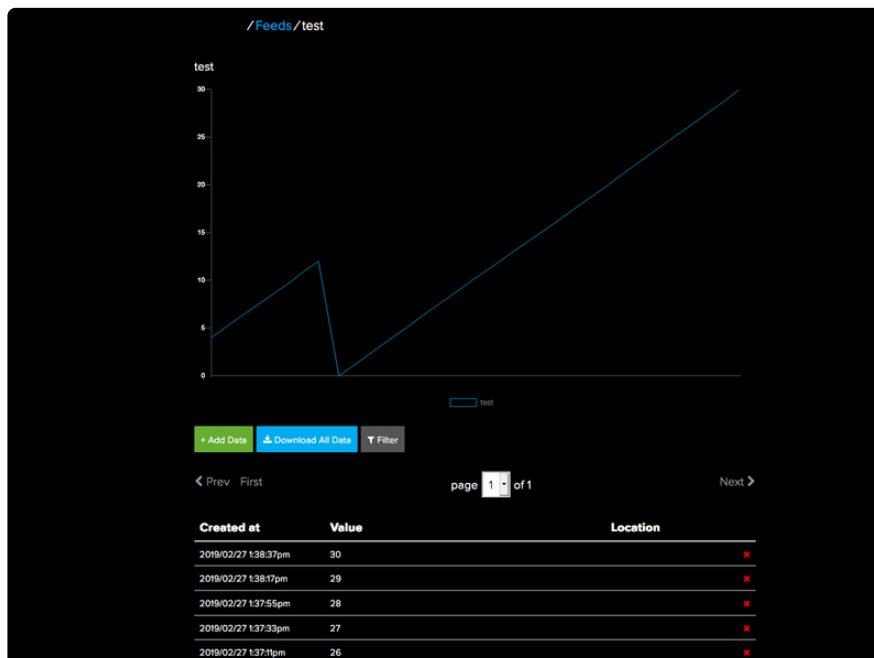 /Feeds/test
test
30
25
20
15
10
5
0
test
+ Add Data Download All Data Filter
Prev First page 1 of 1 Next
Created at Value Location
2019/02/27 1:38:37pm 30
2019/02/27 1:38:17pm 29
2019/02/27 1:37:55pm 28
2019/02/27 1:37:33pm 27
2019/02/27 1:37:11pm 26